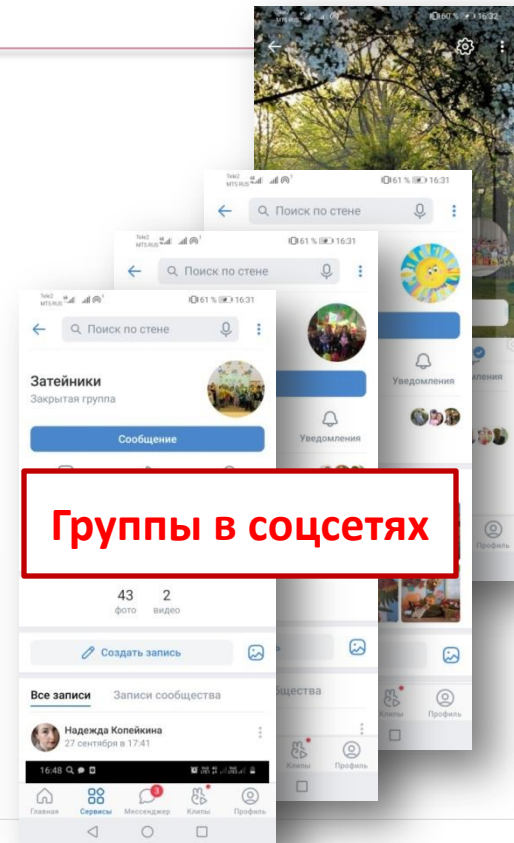 MTS RUS 60 % 16:32
Tele2
MTS RUS 61 % 16:31
Поиск по стене
Tele2
MTS RUS 61 % 16:31
Поиск по стене
Уведомления
Tele2
MTS RUS 61 % 16:31
Поиск по стене
Затейники
Закрытая группа
Сообщение
Уведомления
Группы в соцсетях
43 2
фото видео
Создать запись
Все записи Записи сообщества
Надежда Копейкина
27 сентября в 17:41
16:48
3
Главная Сервисы Мессенджер Клипы Профиль
Клипы Профиль
Клипы Профиль
Профиль